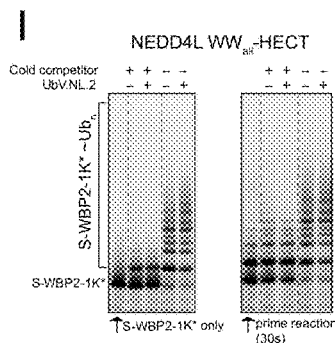 I
NEDD4L WWall-HECT
Cold competitor + + – –
UbV.NL.2 – + – +
S-WBP2-1K* ~Ubn
S-WBP2-1K*
↑S-WBP2-1K* only
↑prime reaction
(30s)